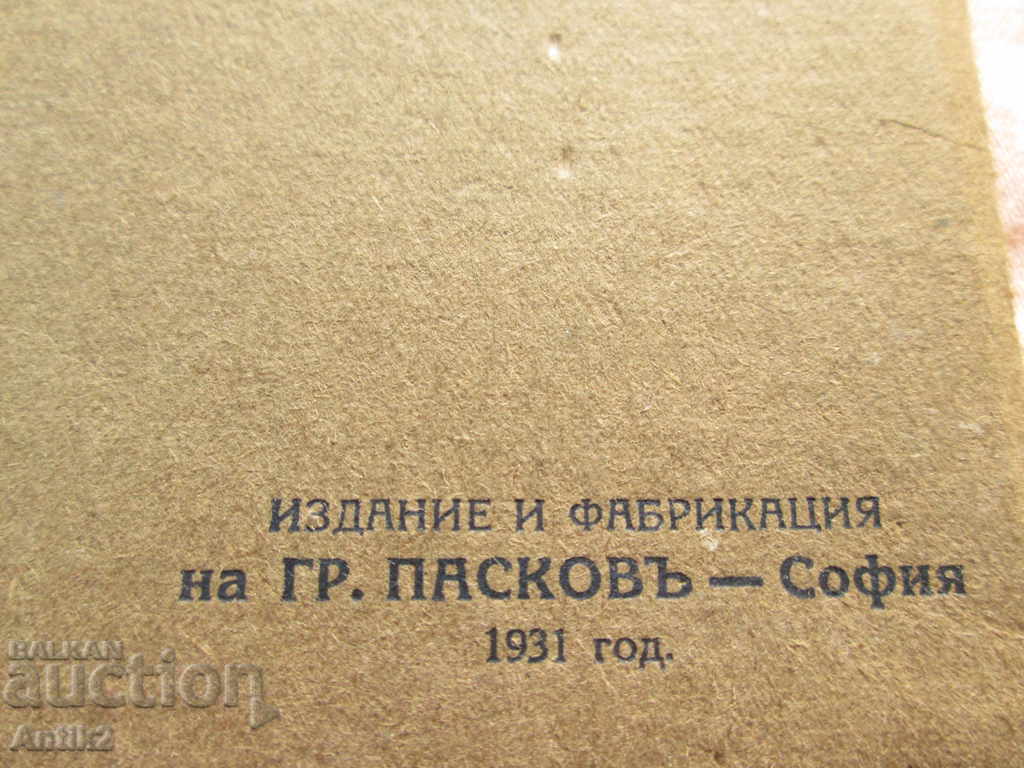 ИЗДАНИЕ И ФАБРИКАЦИЯ
на ГР. ПАСКОВЪ — София
1931 год.
BALKAN
auction
Antik2